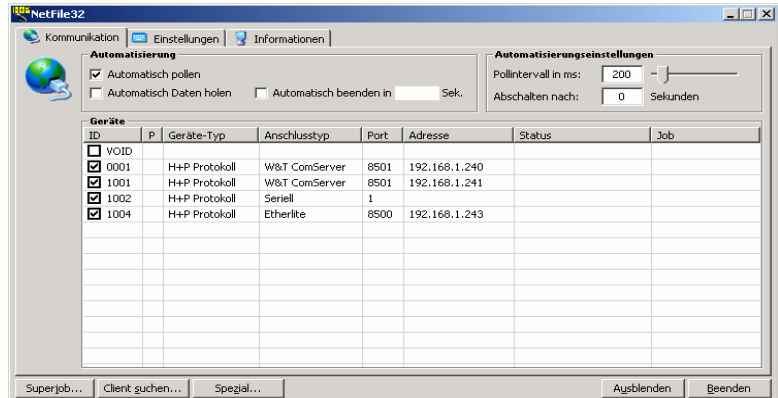 NetFile32
Kommunikation Einstellungen Informationen
Automatisierung
Automatisch pollen
Automatisch Daten holen Automatisch beenden in Sek.
Automatisierungseinstellungen
Pollintervall in ms: 200
Abschalten nach: 0 Sekunden
Geräte
ID P Geräte-Typ Anschlusstyp Port Adresse Status Job
VOID
0001 H+P Protokoll W&T ComServer 8501 192.168.1.240
1001 H+P Protokoll W&T ComServer 8501 192.168.1.241
1002 H+P Protokoll Seriell 1
1004 H+P Protokoll Etherlite 8500 192.168.1.243
Superjob... Client suchen... Spezial... Ausblenden Beenden